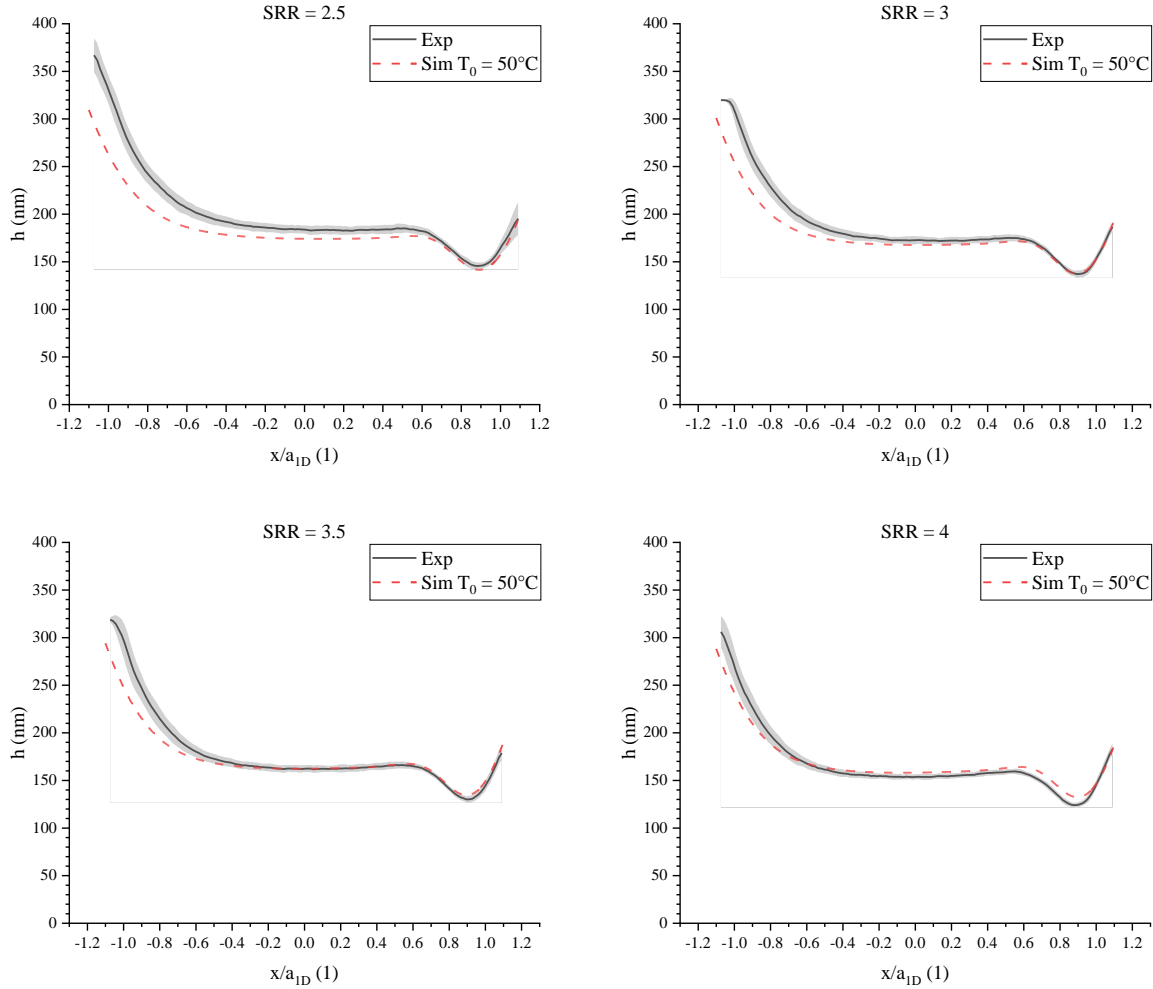 SRR = 2.5
Exp
Sim T₀ = 50°C
h (nm)
400
350
300
250
200
150
100
50
0
-1.2 -1.0 -0.8 -0.6 -0.4 -0.2 0.0 0.2 0.4 0.6 0.8 1.0 1.2
x/a₁D (1)
SRR = 3
Exp
Sim T₀ = 50°C
h (nm)
400
350
300
250
200
150
100
50
0
-1.2 -1.0 -0.8 -0.6 -0.4 -0.2 0.0 0.2 0.4 0.6 0.8 1.0 1.2
x/a₁D (1)
SRR = 3.5
Exp
Sim T₀ = 50°C
h (nm)
400
350
300
250
200
150
100
50
0
-1.2 -1.0 -0.8 -0.6 -0.4 -0.2 0.0 0.2 0.4 0.6 0.8 1.0 1.2
x/a₁D (1)
SRR = 4
Exp
Sim T₀ = 50°C
h (nm)
400
350
300
250
200
150
100
50
0
-1.2 -1.0 -0.8 -0.6 -0.4 -0.2 0.0 0.2 0.4 0.6 0.8 1.0 1.2
x/a₁D (1)